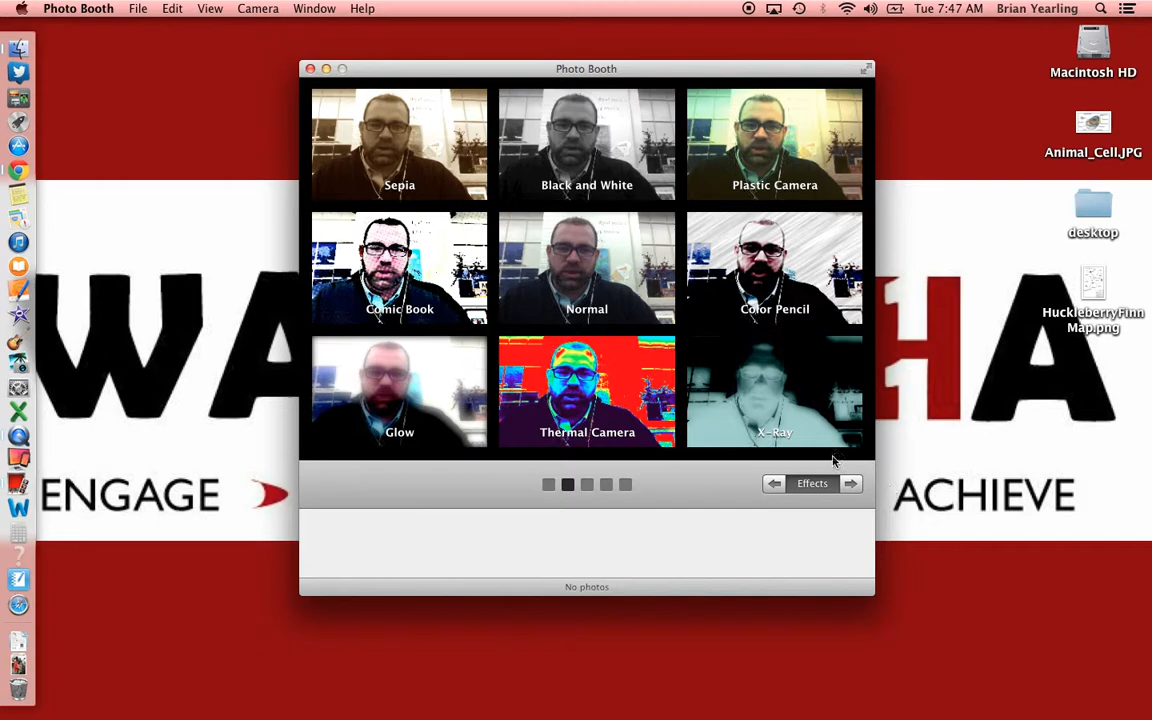 Photo Booth File Edit View Camera Window Help Tue 7:47 AM Brian Yearling
Photo Booth
Macintosh HD
Animal_Cell.JPG
desktop
HuckleberryFinn
Map.png
Sepia Black and White Plastic Camera
Comic Book Normal Color Pencil
Glow Thermal Camera X-Ray
WA HA
Effects
ENGAGE ACHIEVE
No photos